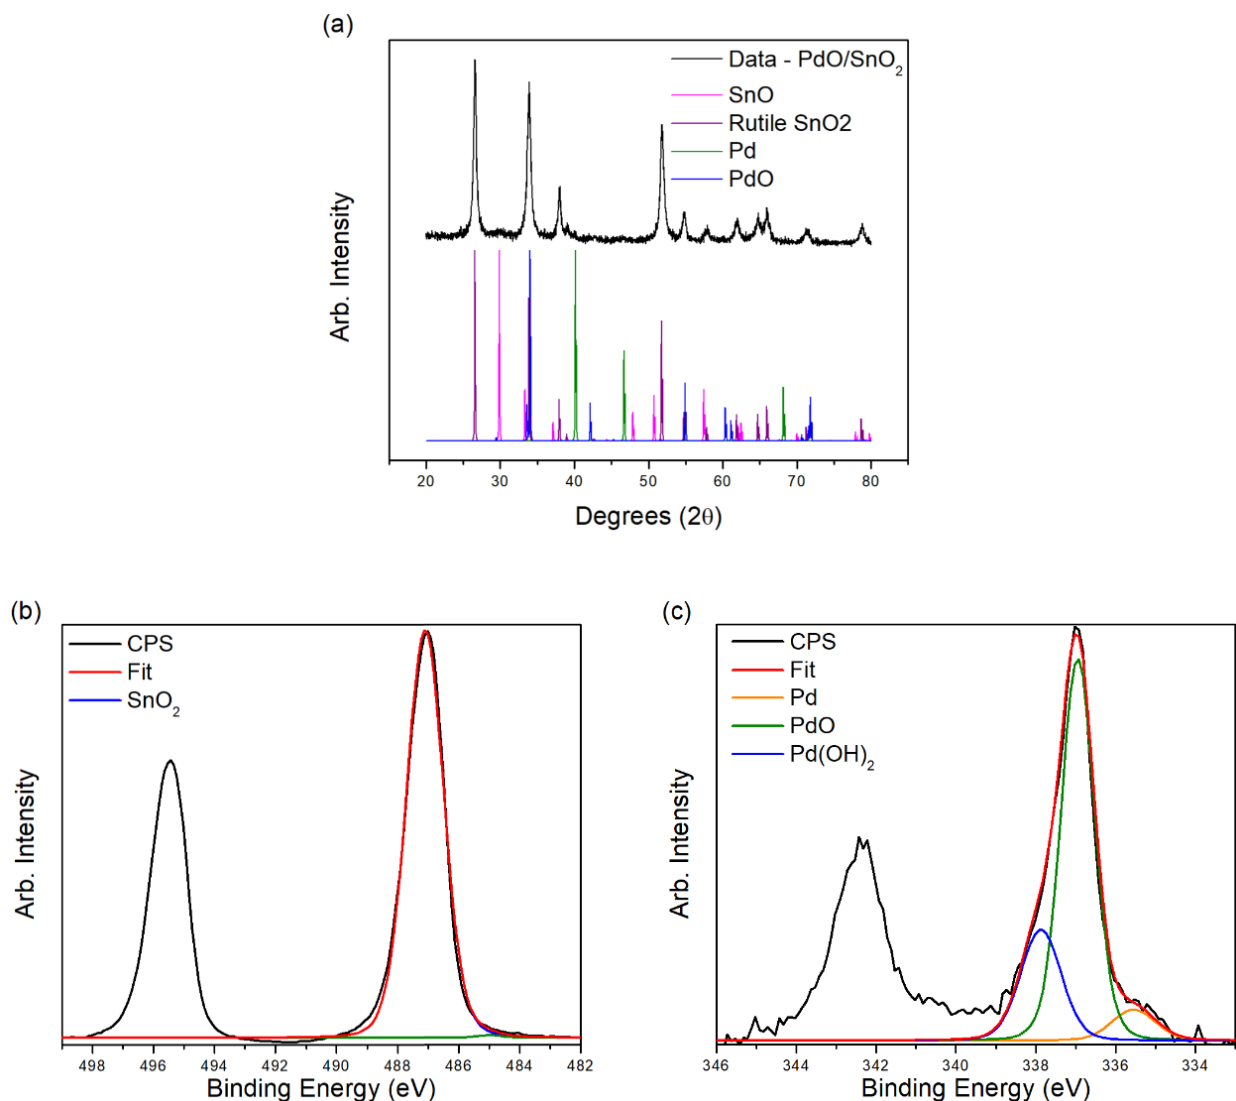 (a)
Data - PdO/SnO₂
SnO
Rutile SnO2
Pd
PdO
Arb. Intensity
20 30 40 50 60 70 80
Degrees (2θ)
(b)
CPS
Fit
SnO₂
Arb. Intensity
498 496 494 492 490 488 486 484 482
Binding Energy (eV)
(c)
CPS
Fit
Pd
PdO
Pd(OH)₂
Arb. Intensity
346 344 342 340 338 336 334
Binding Energy (eV)